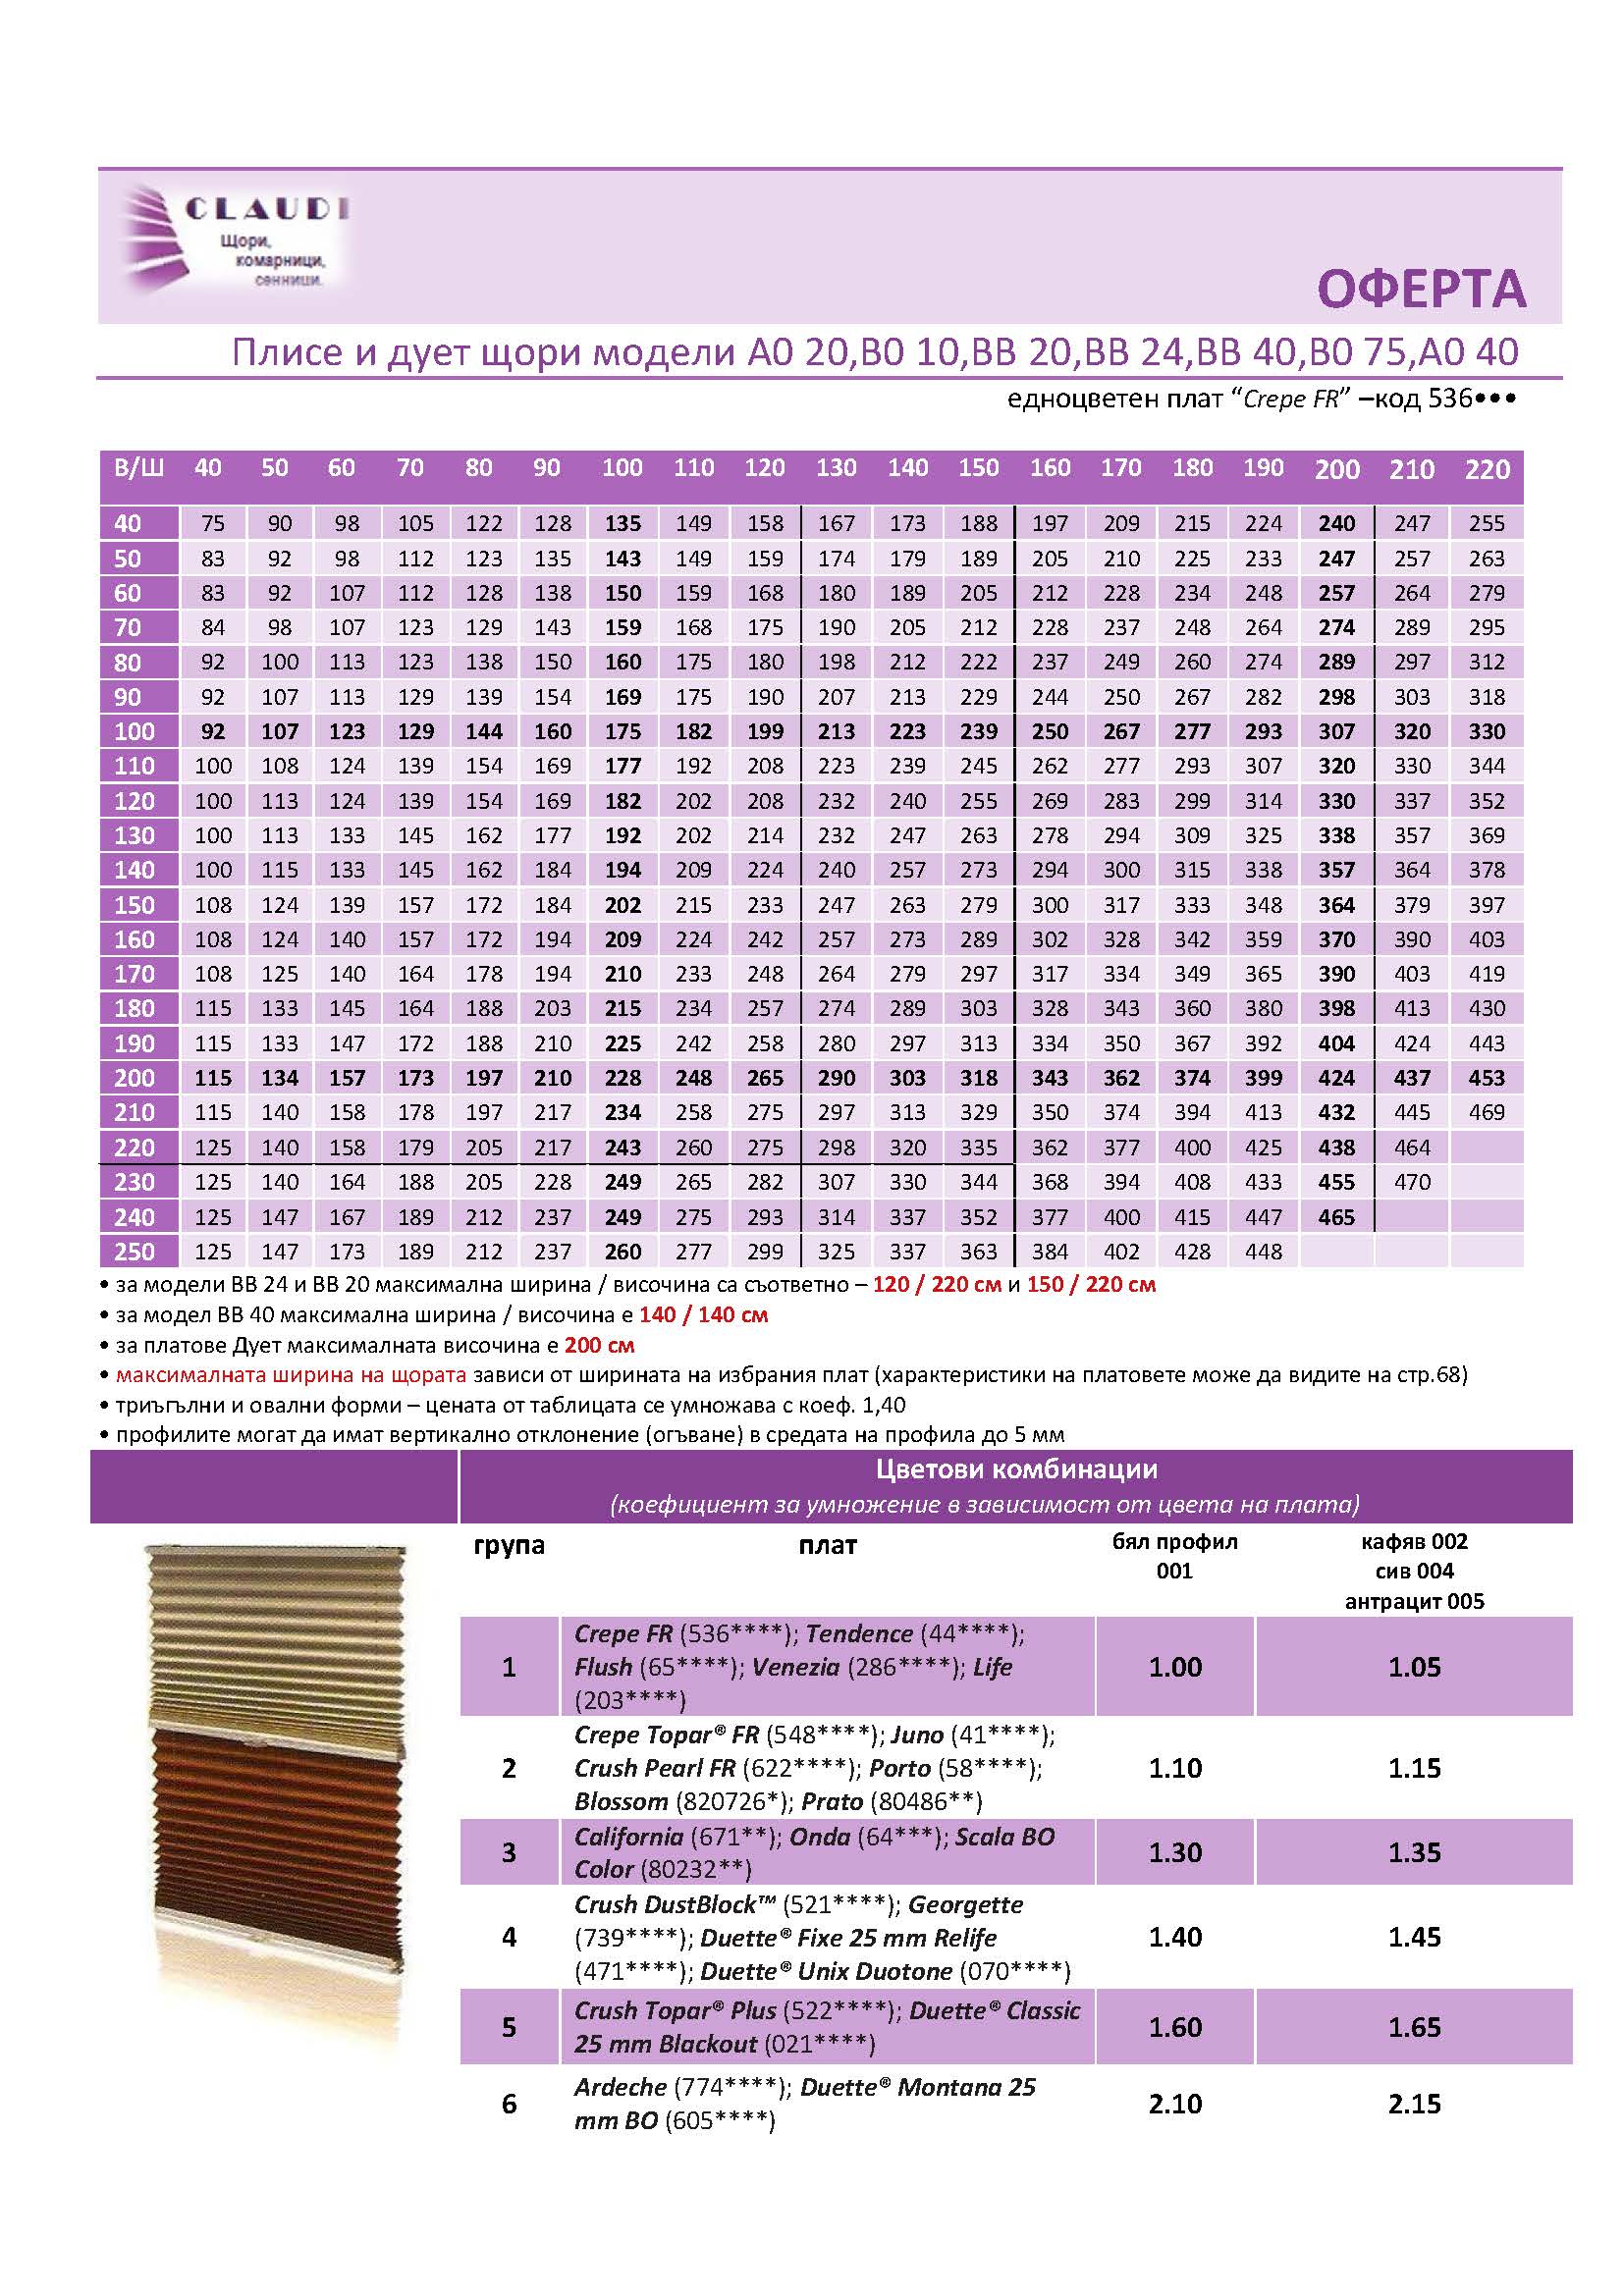 CLAUDI
Щори,
комарници,
сенници.
ОФЕРТА
Плисе и дует щори модели А0 20,В0 10,ВВ 20,ВВ 24,ВВ 40,В0 75,А0 40
едноцветен плат “Crepe FR” –код 536•••
В/Ш 40 50 60 70 80 90 100 110 120 130 140 150 160 170 180 190 200 210 220
40 75 90 98 105 122 128 135 149 158 167 173 188 197 209 215 224 240 247 255
50 83 92 98 112 123 135 143 149 159 174 179 189 205 210 225 233 247 257 263
60 83 92 107 112 128 138 150 159 168 180 189 205 212 228 234 248 257 264 279
70 84 98 107 123 129 143 159 168 175 190 205 212 228 237 248 264 274 289 295
80 92 100 113 123 138 150 160 175 180 198 212 222 237 249 260 274 289 297 312
90 92 107 113 129 139 154 169 175 190 207 213 229 244 250 267 282 298 303 318
100 92 107 123 129 144 160 175 182 199 213 223 239 250 267 277 293 307 320 330
110 100 108 124 139 154 169 177 192 208 223 239 245 262 277 293 307 320 330 344
120 100 113 124 139 154 169 182 202 208 232 240 255 269 283 299 314 330 337 352
130 100 113 133 145 162 177 192 202 214 232 247 263 278 294 309 325 338 357 369
140 100 115 133 145 162 184 194 209 224 240 257 273 294 300 315 338 357 364 378
150 108 124 139 157 172 184 202 215 233 247 263 279 300 317 333 348 364 379 397
160 108 124 140 157 172 194 209 224 242 257 273 289 302 328 342 359 370 390 403
170 108 125 140 164 178 194 210 233 248 264 279 297 317 334 349 365 390 403 419
180 115 133 145 164 188 203 215 234 257 274 289 303 328 343 360 380 398 413 430
190 115 133 147 172 188 210 225 242 258 280 297 313 334 350 367 392 404 424 443
200 115 134 157 173 197 210 228 248 265 290 303 318 343 362 374 399 424 437 453
210 115 140 158 178 197 217 234 258 275 297 313 329 350 374 394 413 432 445 469
220 125 140 158 179 205 217 243 260 275 298 320 335 362 377 400 425 438 464
230 125 140 164 188 205 228 249 265 282 307 330 344 368 394 408 433 455 470
240 125 147 167 189 212 237 249 275 293 314 337 352 377 400 415 447 465
250 125 147 173 189 212 237 260 277 299 325 337 363 384 402 428 448
• за модели ВВ 24 и ВВ 20 максимална ширина / височина са съответно – 120 / 220 см и 150 / 220 см
• за модел ВВ 40 максимална ширина / височина е 140 / 140 см
• за платове Дует максималната височина е 200 см
• максималната ширина на щората зависи от ширината на избрания плат (характеристики на платовете може да видите на стр.68)
• триъгълни и овални форми – цената от таблицата се умножава с коеф. 1,40
• профилите могат да имат вертикално отклонение (огъване) в средата на профила до 5 мм
Цветови комбинации
(коефициент за умножение в зависимост от цвета на плата)
група плат бял профил кафяв 002
001 сив 004
антрацит 005
Crepe FR (536****); Tendence (44****);
1 Flush (65****); Venezia (286****); Life 1.00 1.05
(203****)
Crepe Topar® FR (548****); Juno (41****);
2 Crush Pearl FR (622****); Porto (58****); 1.10 1.15
Blossom (820726*); Prato (80486**)
California (671**); Onda (64***); Scala BO
3 Color (80232**) 1.30 1.35
Crush DustBlock™ (521****); Georgette
4 (739****); Duette® Fixe 25 mm Relife 1.40 1.45
(471****); Duette® Unix Duotone (070****)
Crush Topar® Plus (522****); Duette® Classic
5 25 mm Blackout (021****) 1.60 1.65
Ardeche (774****); Duette® Montana 25
6 mm BO (605****) 2.10 2.15